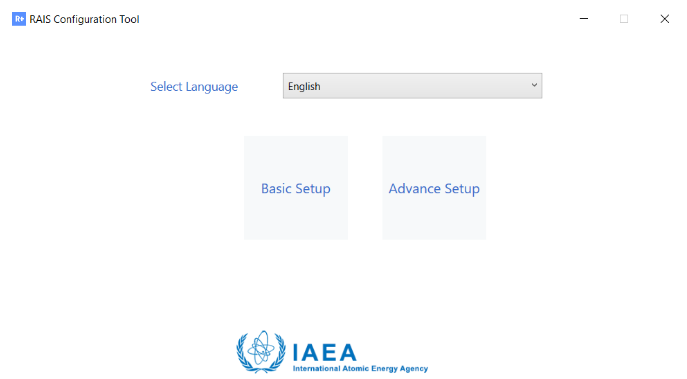 R+ RAIS Configuration Tool
Select Language English
Basic Setup Advance Setup
IAEA
International Atomic Energy Agency